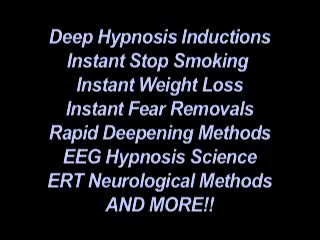 Deep Hypnosis Inductions
Instant Stop Smoking
Instant Weight Loss
Instant Fear Removals
Rapid Deepening Methods
EEG Hypnosis Science
ERT Neurological Methods
AND MORE!!